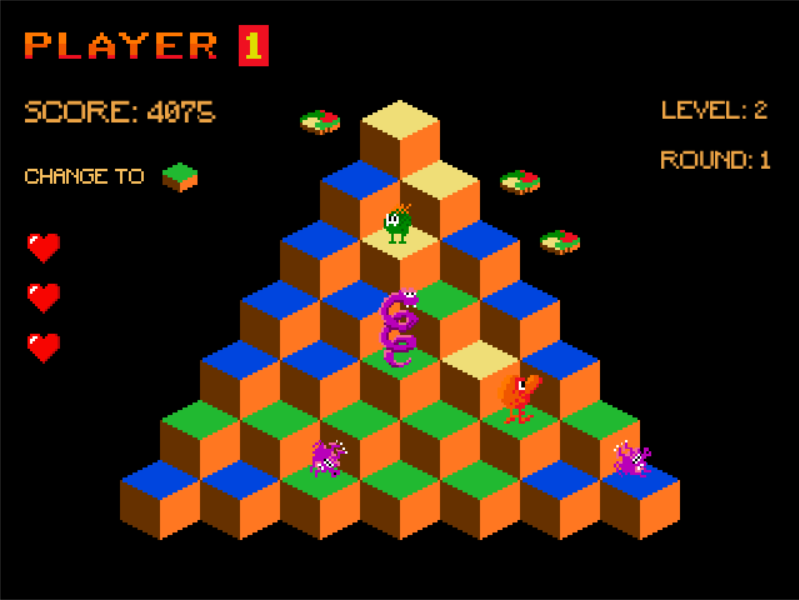 PLAYER 1
SCORE: 4075
CHANGE TO
LEVEL: 2
ROUND: 1